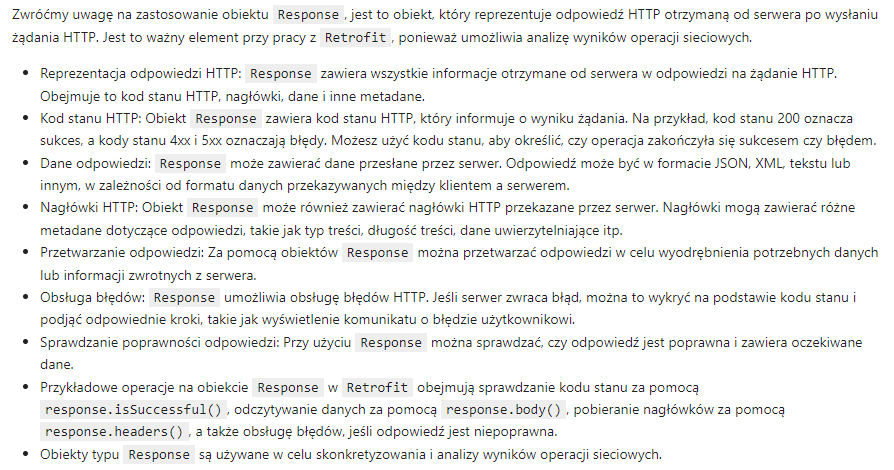 Zwróćmy uwagę na zastosowanie obiektu Response, jest to obiekt, który reprezentuje odpowiedź HTTP otrzymaną od serwera po wysłaniu
żądania HTTP. Jest to ważny element przy pracy z Retrofit, ponieważ umożliwia analizę wyników operacji sieciowych.
• Reprezentacja odpowiedzi HTTP: Response zawiera wszystkie informacje otrzymane od serwera w odpowiedzi na żądanie HTTP.
Obejmuje to kod stanu HTTP, nagłówki, dane i inne metadane.
• Kod stanu HTTP: Obiekt Response zawiera kod stanu HTTP, który informuje o wyniku żądania. Na przykład, kod stanu 200 oznacza
sukces, a kody stanu 4xx i 5xx oznaczają błędy. Możesz użyć kodu stanu, aby określić, czy operacja zakończyła się sukcesem czy błędem.
• Dane odpowiedzi: Response może zawierać dane przesłane przez serwer. Odpowiedź może być w formacie JSON, XML, tekstu lub
innym, w zależności od formatu danych przekazywanych między klientem a serwerem.
• Nagłówki HTTP: Obiekt Response może również zawierać nagłówki HTTP przekazane przez serwer. Nagłówki mogą zawierać różne
metadane dotyczące odpowiedzi, takie jak typ treści, długość treści, dane uwierzytelniające itp.
• Przetwarzanie odpowiedzi: Za pomocą obiektów Response można przetwarzać odpowiedzi w celu wyodrębnienia potrzebnych danych
lub informacji zwrotnych z serwera.
• Obsługa błędów: Response umożliwia obsługę błędów HTTP. Jeśli serwer zwraca błąd, można to wykryć na podstawie kodu stanu i
podjąć odpowiednie kroki, takie jak wyświetlenie komunikatu o błędzie użytkownikowi.
• Sprawdzanie poprawności odpowiedzi: Przy użyciu Response można sprawdzać, czy odpowiedź jest poprawna i zawiera oczekiwane
dane.
• Przykładowe operacje na obiekcie Response w Retrofit obejmują sprawdzanie kodu stanu za pomocą
response.isSuccessful(), odczytywanie danych za pomocą response.body(), pobieranie nagłówków za pomocą
response.headers(), a także obsługę błędów, jeśli odpowiedź jest niepoprawna.
• Obiekty typu Response są używane w celu skonkretyzowania i analizy wyników operacji sieciowych.